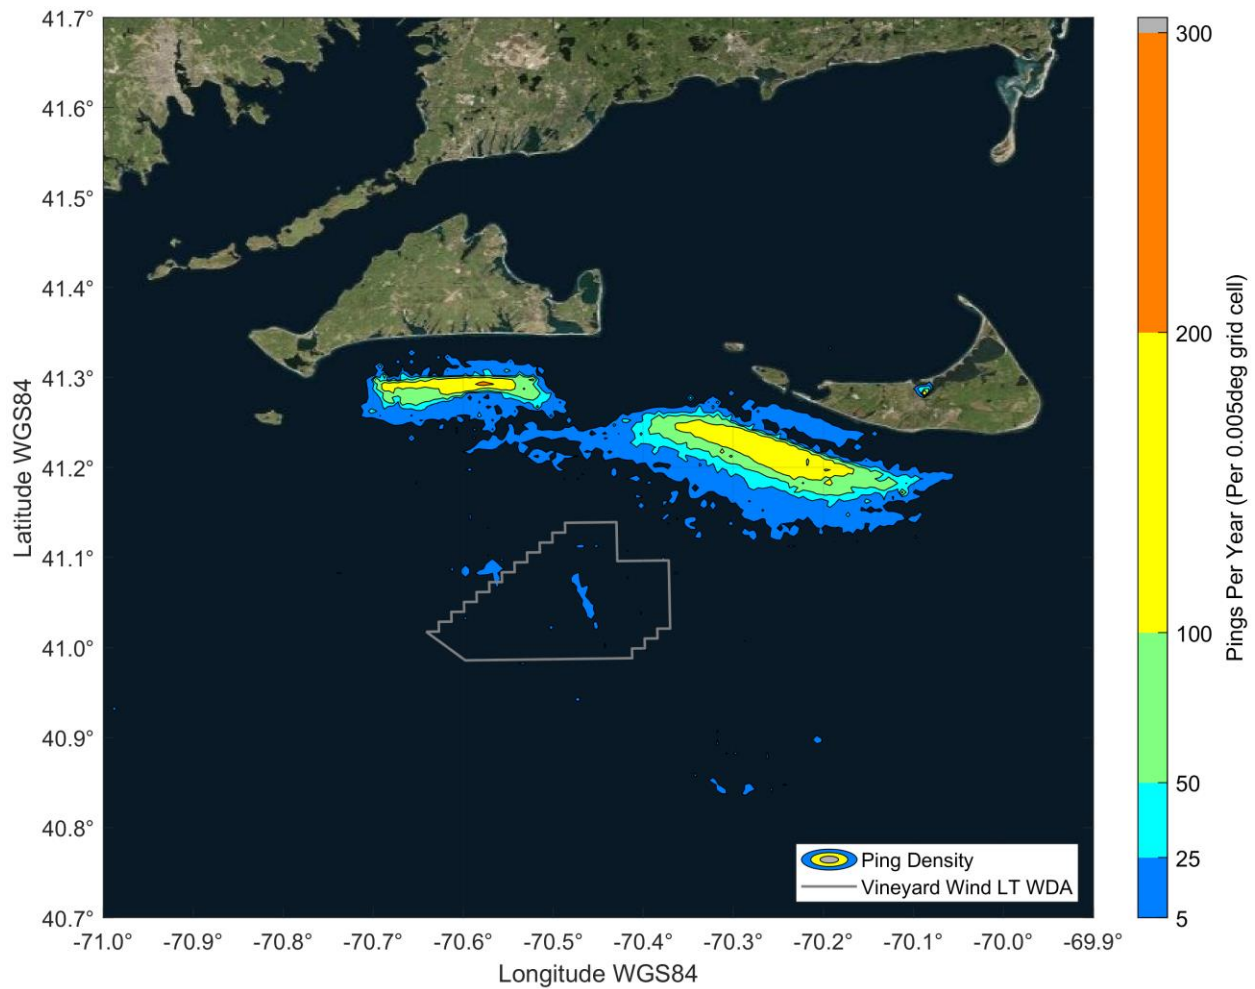 41.7°
41.6°
41.5°
41.4°
41.3°
41.2°
41.1°
41.0°
40.9°
40.8°
40.7°
Latitude WGS84
-71.0° -70.9° -70.8° -70.7° -70.6° -70.5° -70.4° -70.3° -70.2° -70.1° -70.0° -69.9°
Longitude WGS84
Ping Density
Vineyard Wind LT WDA
300
200
100
50
25
5
Pings Per Year (Per 0.005deg grid cell)